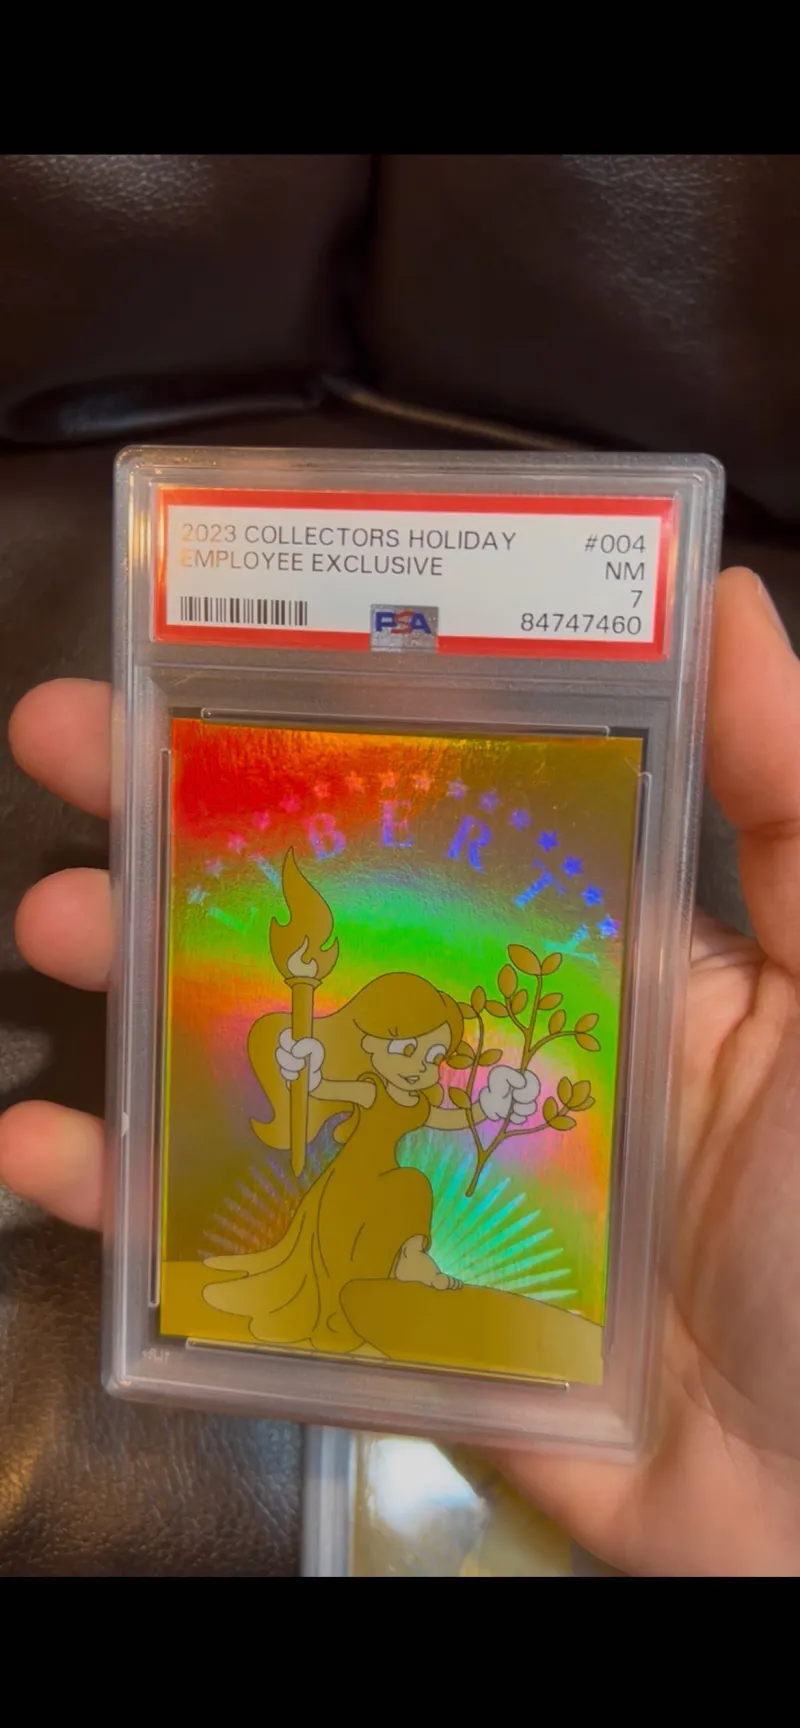 2023 COLLECTORS HOLIDAY #004
EMPLOYEE EXCLUSIVE NM
7
PSA 84747460
LIBERTY